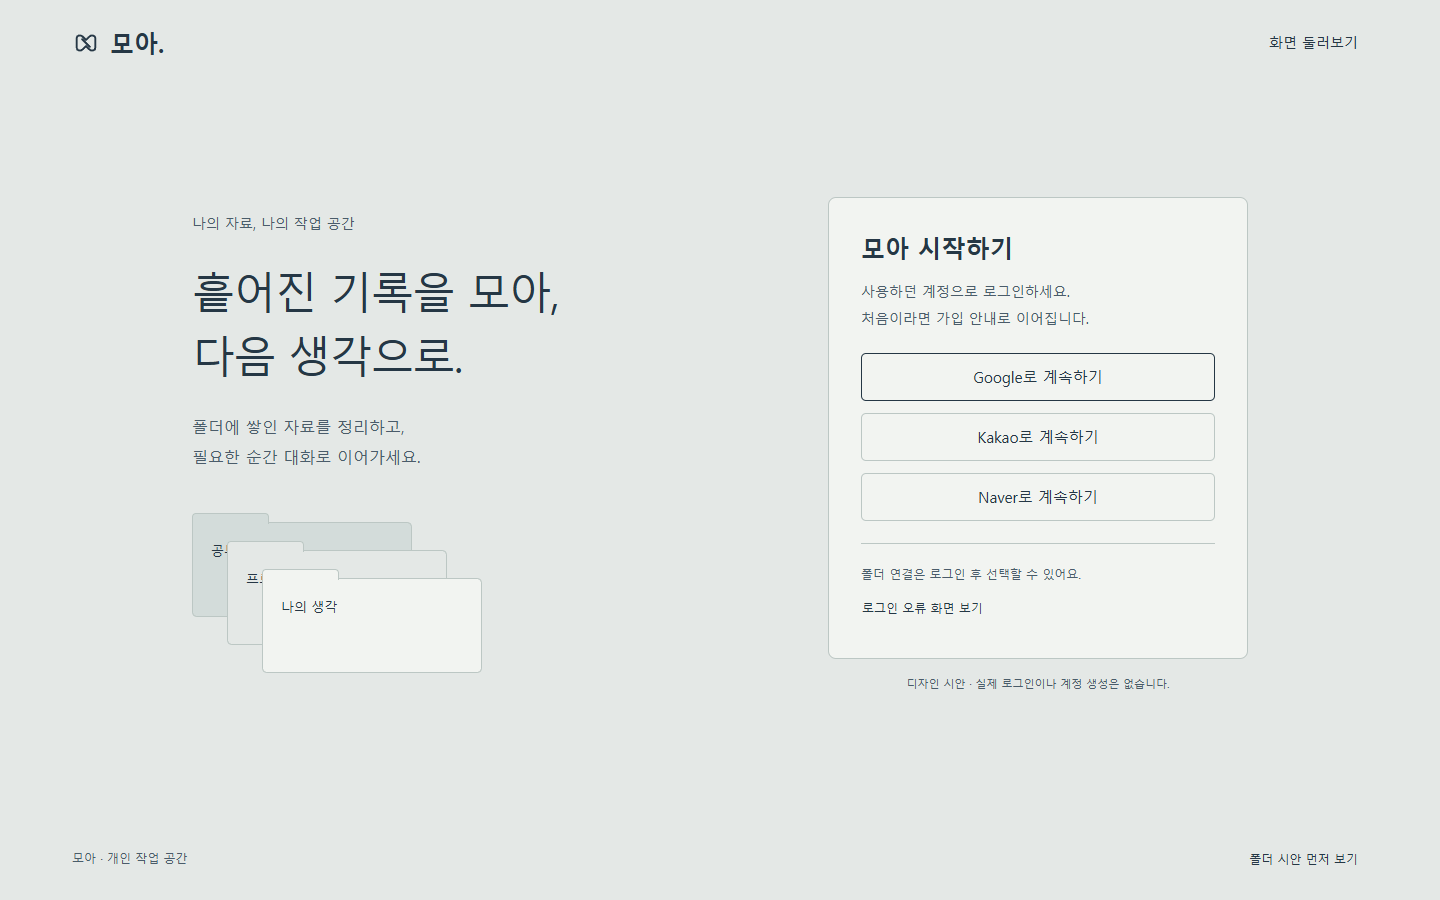 모아.
화면 둘러보기
나의 자료, 나의 작업 공간
흩어진 기록을 모아,
다음 생각으로.
폴더에 쌓인 자료를 정리하고,
필요한 순간 대화로 이어가세요.
나의 생각
모아 시작하기
사용하던 계정으로 로그인하세요.
처음이라면 가입 안내로 이어집니다.
Google로 계속하기
Kakao로 계속하기
Naver로 계속하기
폴더 연결은 로그인 후 선택할 수 있어요.
로그인 오류 화면 보기
디자인 시안 · 실제 로그인이나 계정 생성은 없습니다.
모아 · 개인 작업 공간
폴더 시안 먼저 보기